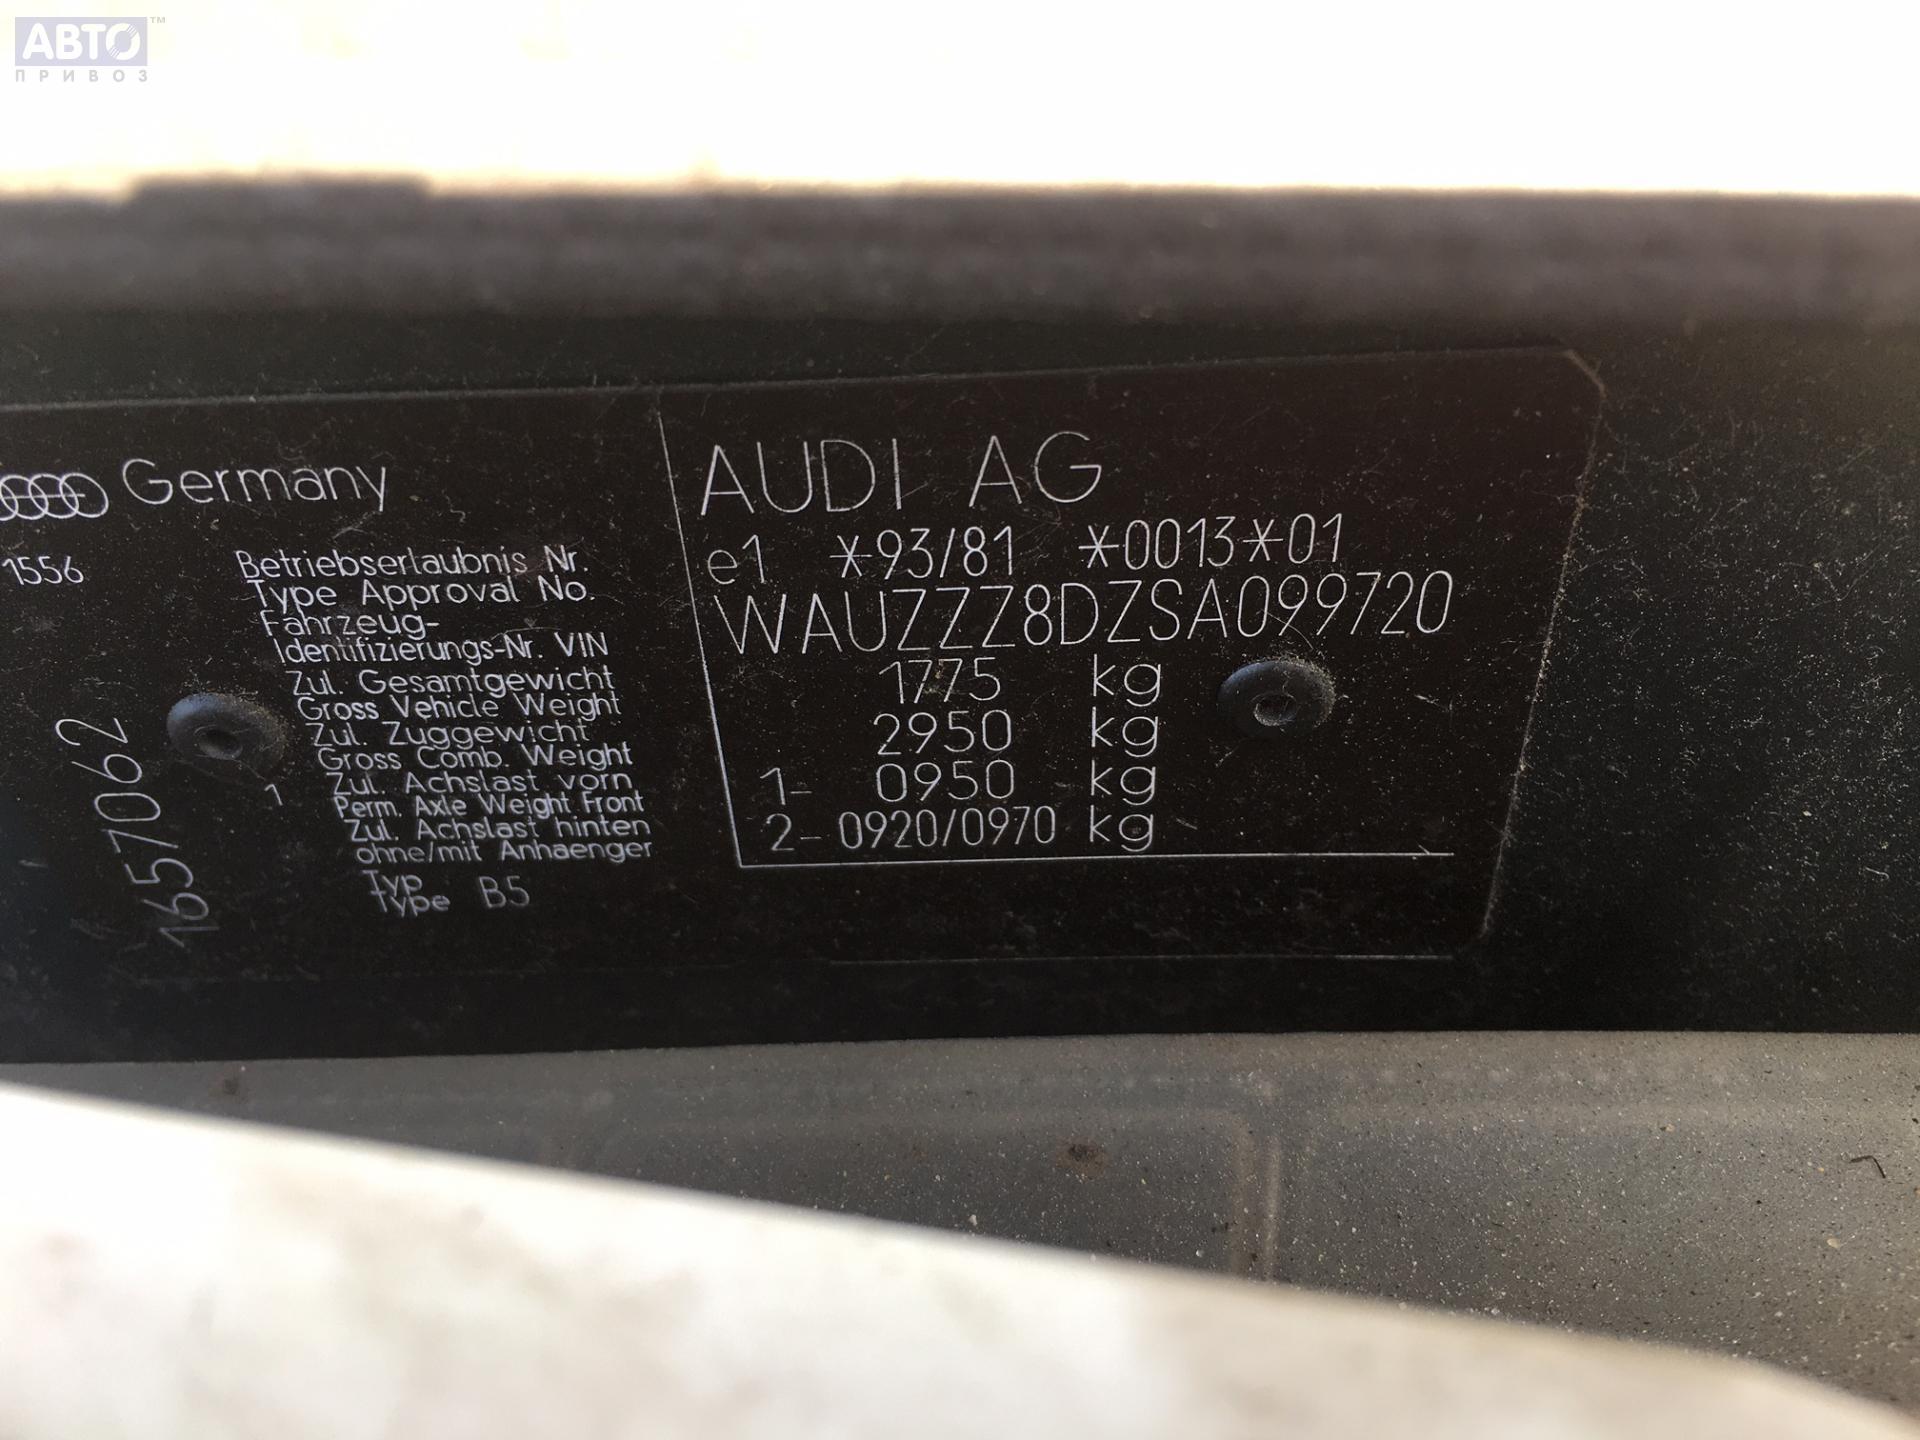 АВТО™
ПРИВОЗ
Germany
AUDI AG
1556
Betriebserlaubnis Nr.
Type Approval No.
e1 *93/81 *0013*01
Fahrzeug-
Identifizierungs-Nr. VIN
WAUZZZ8DZSA099720
Zul. Gesamtgewicht
Gross Vehicle Weight
1775 kg
Zul. Zuggewicht
Gross Comb. Weight
2950 kg
1
Zul. Achslast vorn
Perm. Axle Weight Front
1- 0950 kg
Zul. Achslast hinten
ohne/mit Anhaenger
2- 0920/0970 kg
Typ
Type B5
1657062